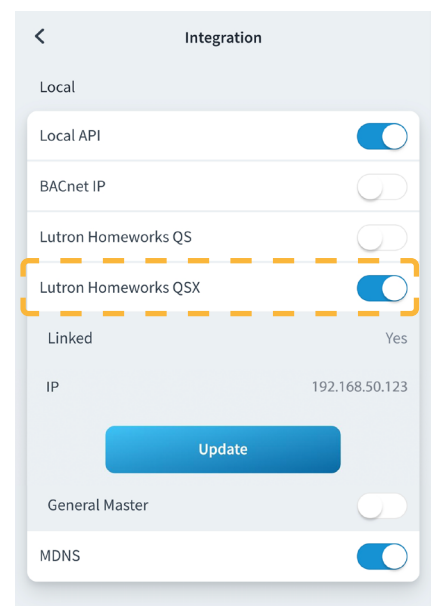 Integration
Local
Local API
BACnet IP
Lutron Homeworks QS
Lutron Homeworks QSX
Linked Yes
IP 192.168.50.123
Update
General Master
MDNS